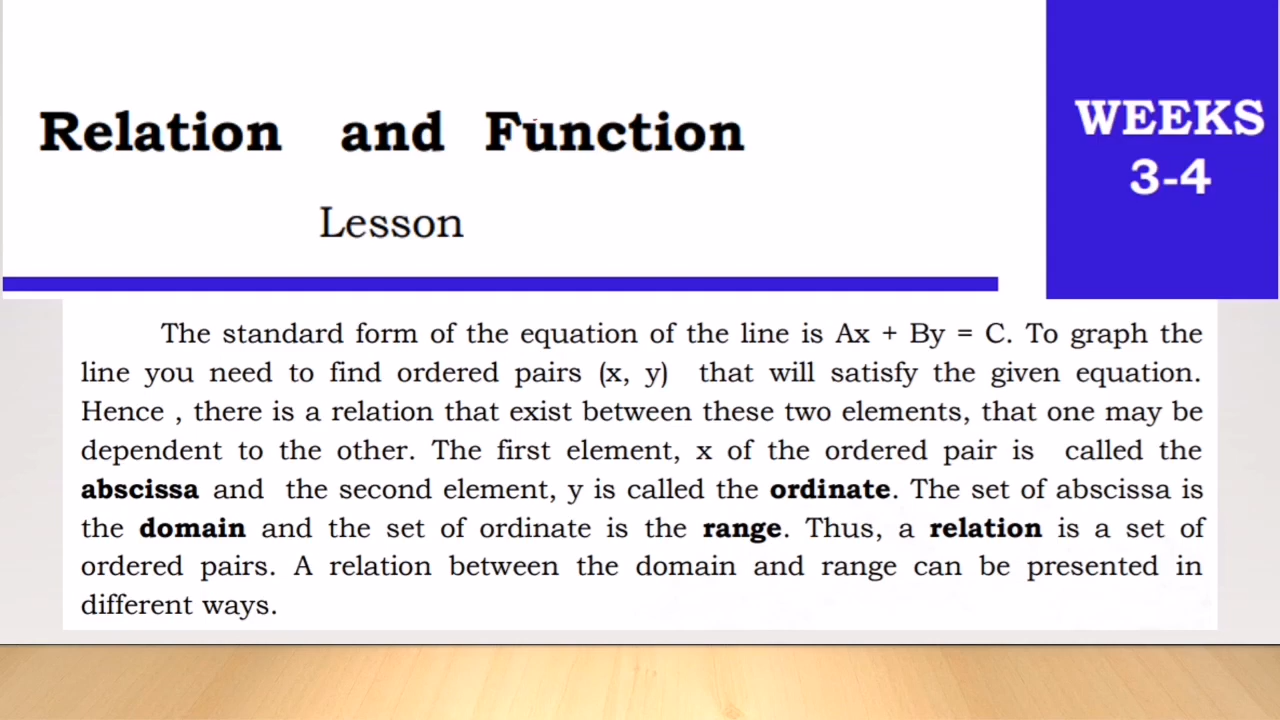 Relation and Function
Lesson
WEEKS
3-4
The standard form of the equation of the line is Ax + By = C. To graph the
line you need to find ordered pairs (x, y) that will satisfy the given equation.
Hence , there is a relation that exist between these two elements, that one may be
dependent to the other. The first element, x of the ordered pair is called the
abscissa and the second element, y is called the ordinate. The set of abscissa is
the domain and the set of ordinate is the range. Thus, a relation is a set of
ordered pairs. A relation between the domain and range can be presented in
different ways.